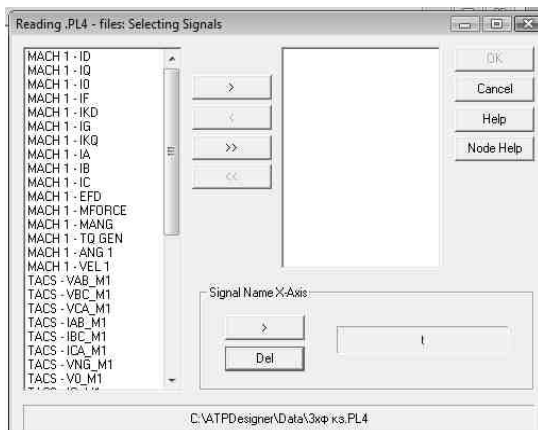 Reading .PL4 - files: Selecting Signals
MACH 1 - ID
MACH 1 - IQ
MACH 1 - I0
MACH 1 - IF
MACH 1 - IKD
MACH 1 - IG
MACH 1 - IKQ
MACH 1 - IA
MACH 1 - IB
MACH 1 - IC
MACH 1 - EFD
MACH 1 - MFORCE
MACH 1 - MANG
MACH 1 - TQ GEN
MACH 1 - ANG 1
MACH 1 - VEL 1
TACS - VAB_M1
TACS - VBC_M1
TACS - VCA_M1
TACS - IAB_M1
TACS - IBC_M1
TACS - ICA_M1
TACS - VNG_M1
TACS - V0_M1
>
<
>>
<<
OK
Cancel
Help
Node Help
Signal Name X-Axis
>
Del
t
C:\ATPDesigner\Data\3хф кз.PL4